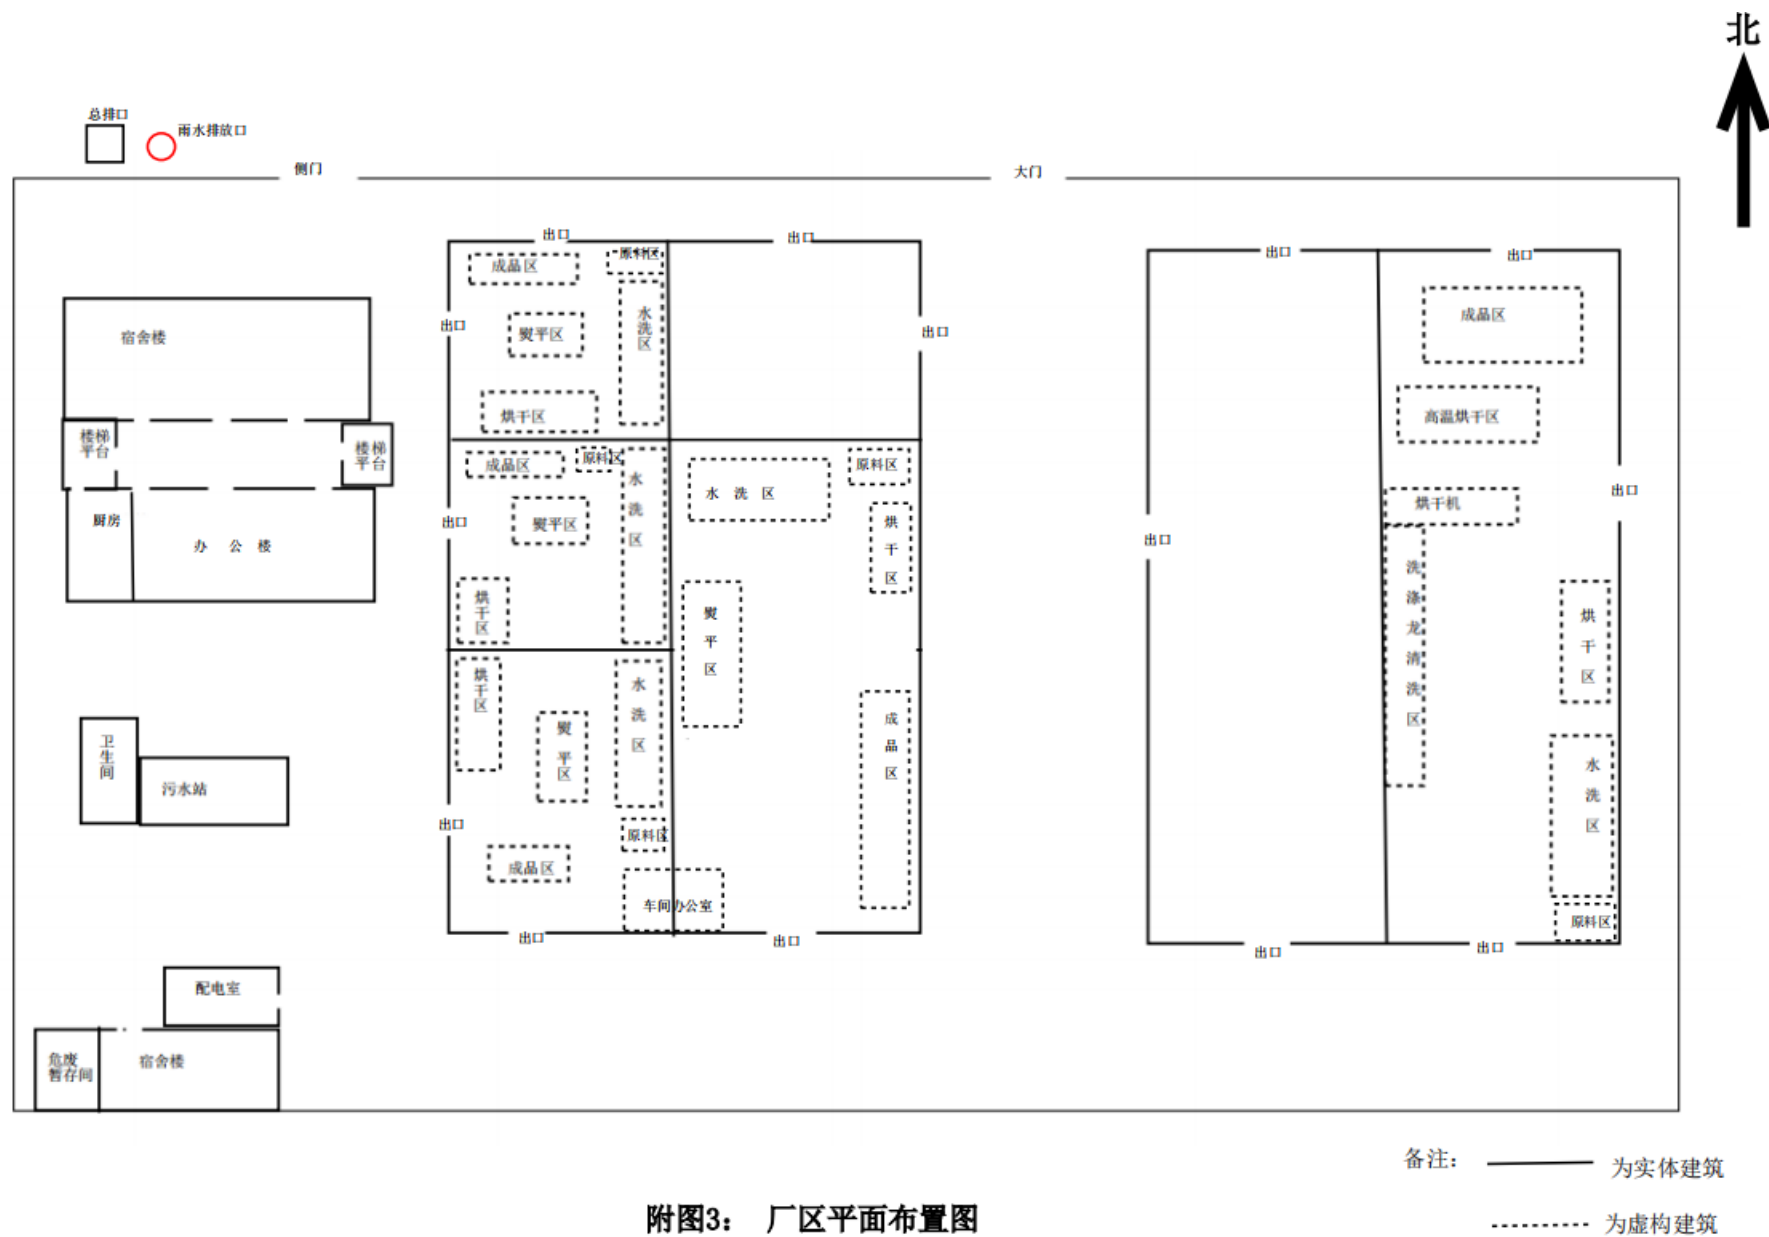 北
总排口
雨水排放口
侧门
大门
宿舍楼
楼梯
平台
楼梯
平台
厨房
办 公 楼
卫生间
污水站
配电室
危废
暂存间
宿舍楼
出口
出口
成品区
原料区
出口
熨平区
水洗区
出口
烘干区
成品区
原料区
水洗区
出口
熨平区
烘干区
水 洗 区
原料区
烘干区
熨平区
成品区
烘干区
熨平区
水洗区
出口
原料区
成品区
车间办公室
出口
出口
出口
出口
成品区
高温烘干区
出口
烘干机
出口
洗涤龙清洗区
烘干区
水洗区
原料区
出口
出口
备注：
为实体建筑
为虚构建筑
附图3： 厂区平面布置图